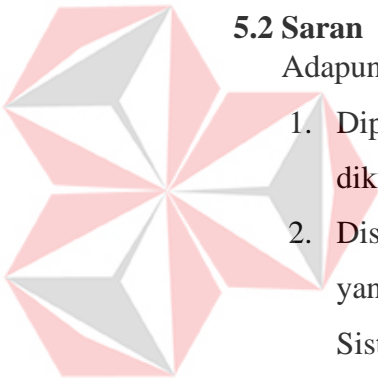 5.2 Saran
Adapun
1. Dip
dik
2. Dis
yan
Sist